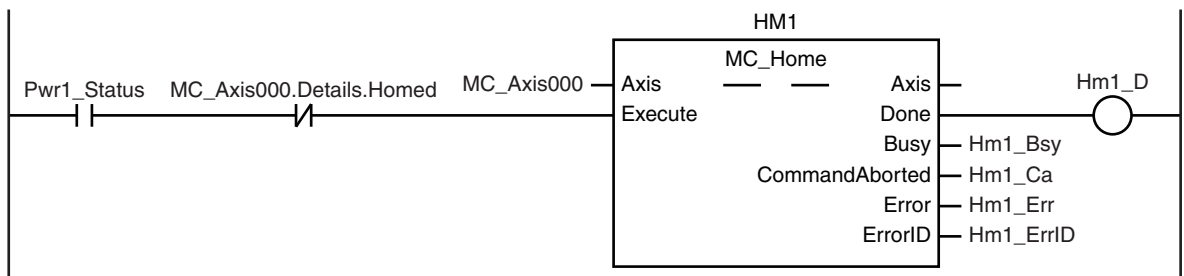 HM1
MC_Home
Pwr1_Status MC_Axis000.Details.Homed MC_Axis000 Axis Axis Hm1_D
Execute Done
Busy Hm1_Bsy
CommandAborted Hm1_Ca
Error Hm1_Err
ErrorID Hm1_ErrID